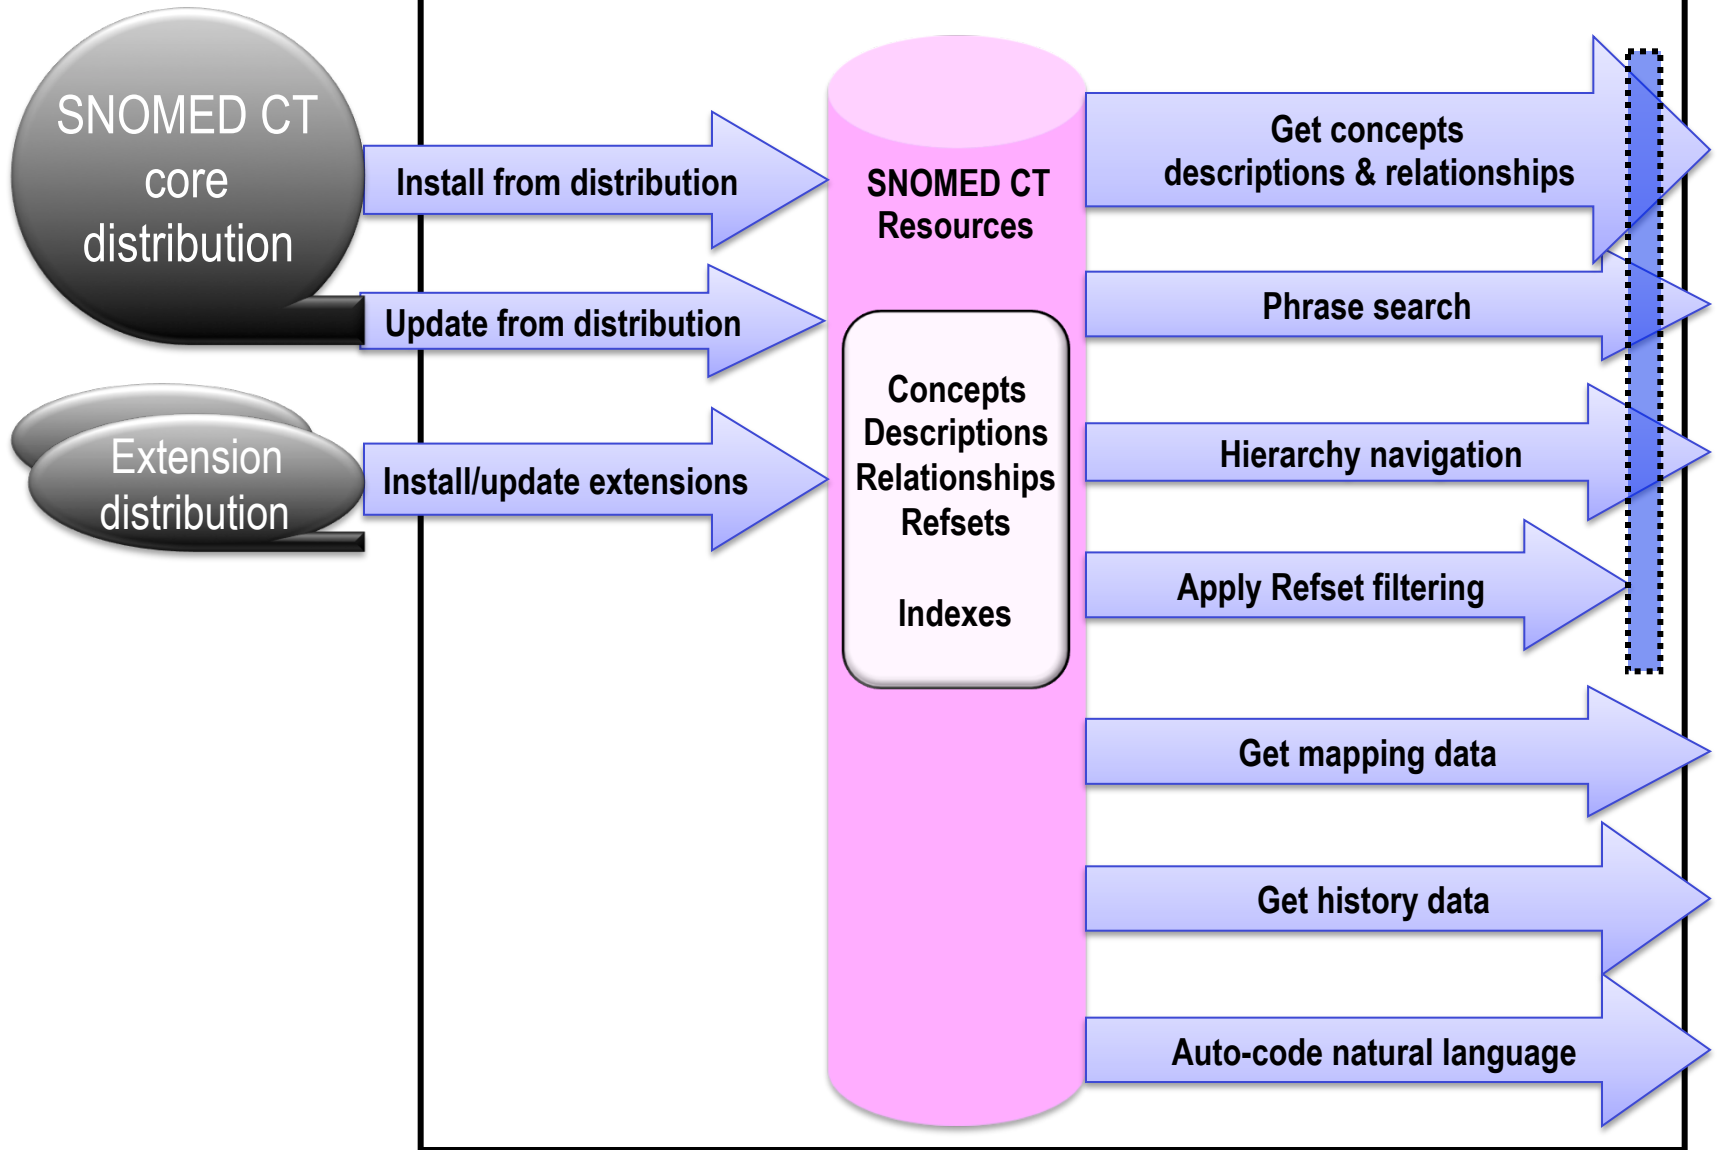 SNOMED CT
core
distribution
Extension
distribution
Install from distribution
Update from distribution
Install/update extensions
SNOMED CT
Resources
Concepts
Descriptions
Relationships
Refsets
Indexes
Get concepts
descriptions & relationships
Phrase search
Hierarchy navigation
Apply Refset filtering
Get mapping data
Get history data
Auto-code natural language